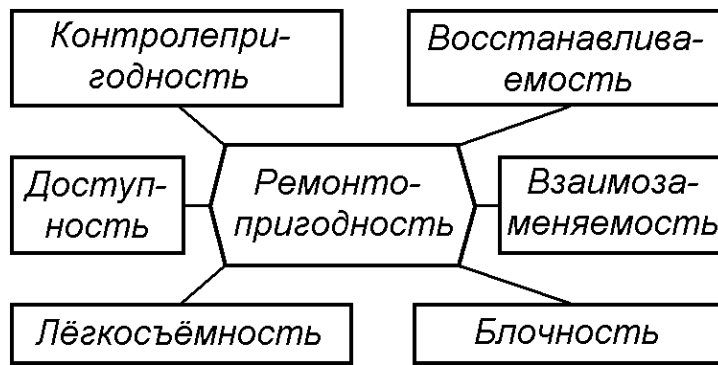 Контролепри-
годность
Восстанавлива-
емость
Доступ-
ность
Ремонто-
пригодность
Взаимоза-
меняемость
Лёгкосъёмность
Блочность